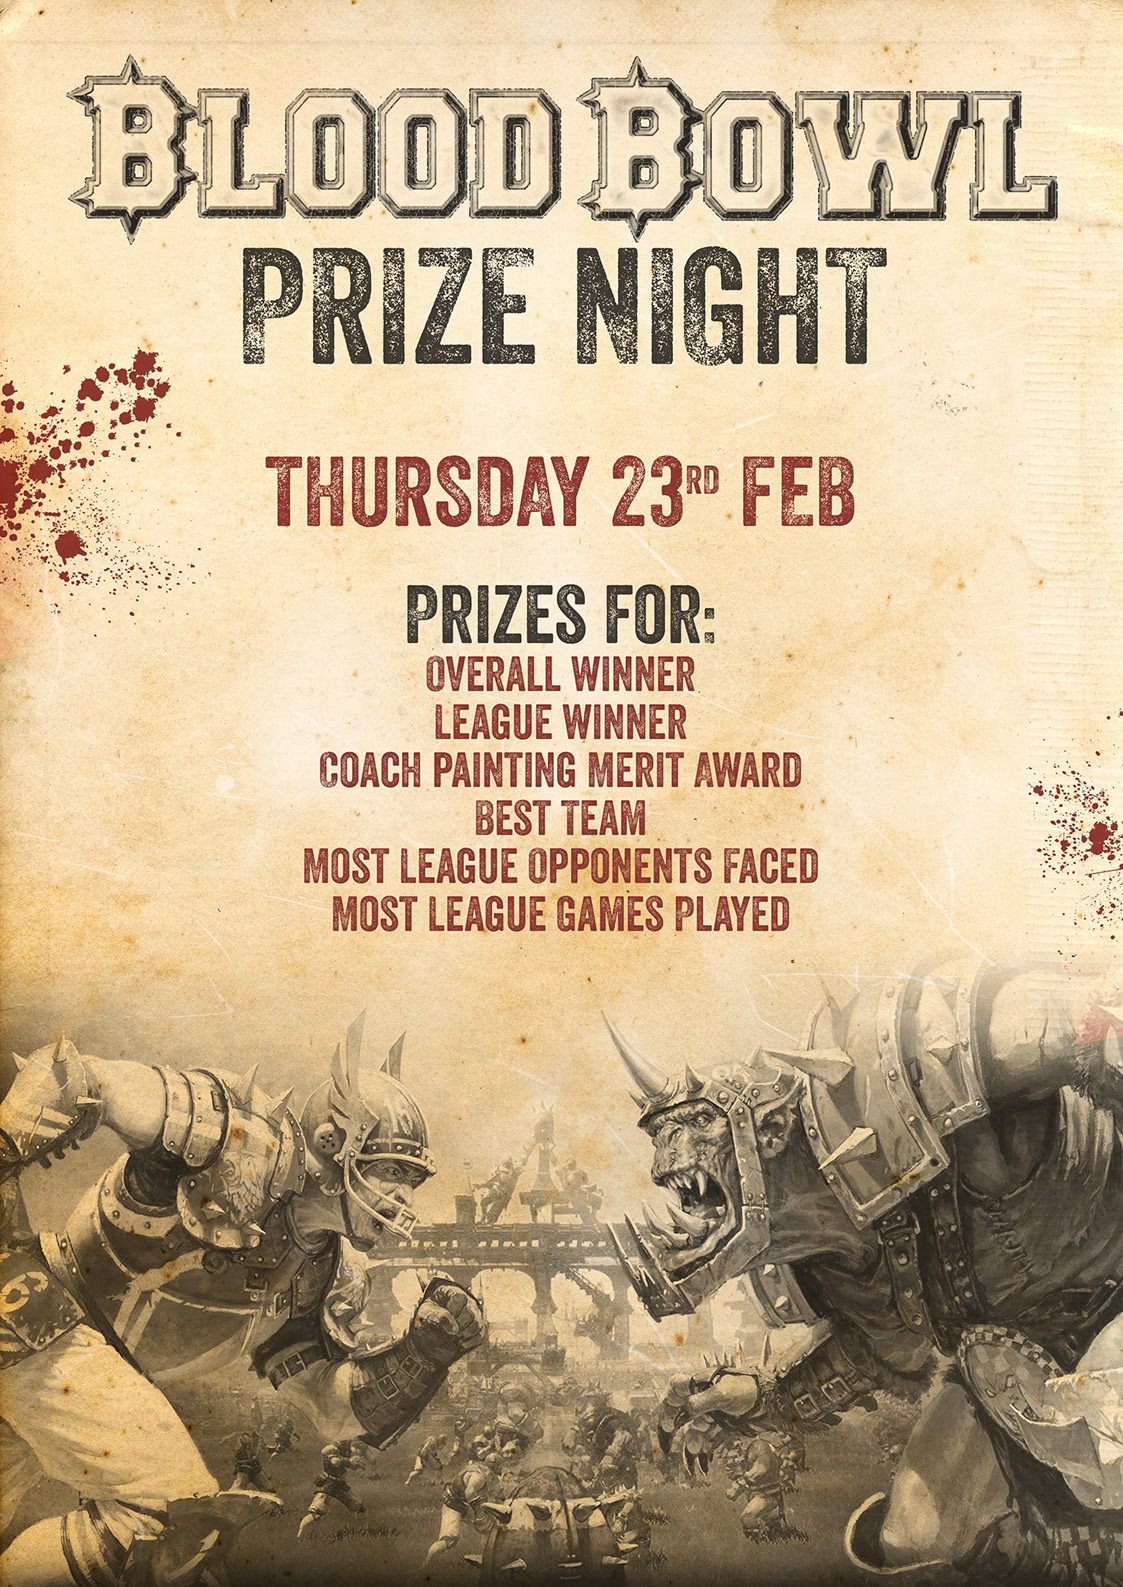 BLOOD BOWL
PRIZE NIGHT
THURSDAY 23RD FEB
PRIZES FOR:
OVERALL WINNER
LEAGUE WINNER
COACH PAINTING MERIT AWARD
BEST TEAM
MOST LEAGUE OPPONENTS FACED
MOST LEAGUE GAMES PLAYED